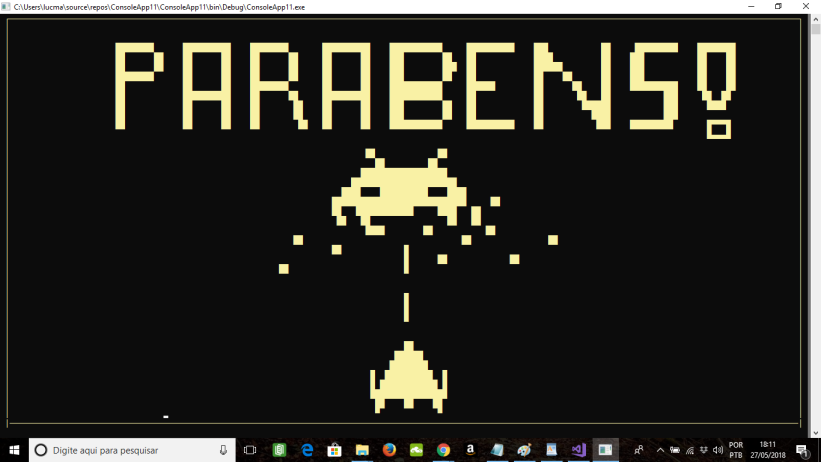 C:\Users\lucma\source\repos\ConsoleApp11\ConsoleApp11\bin\Debug\ConsoleApp11.exe
PARABENS!
Digite aqui para pesquisar
POR
PTB
18:11
27/05/2018